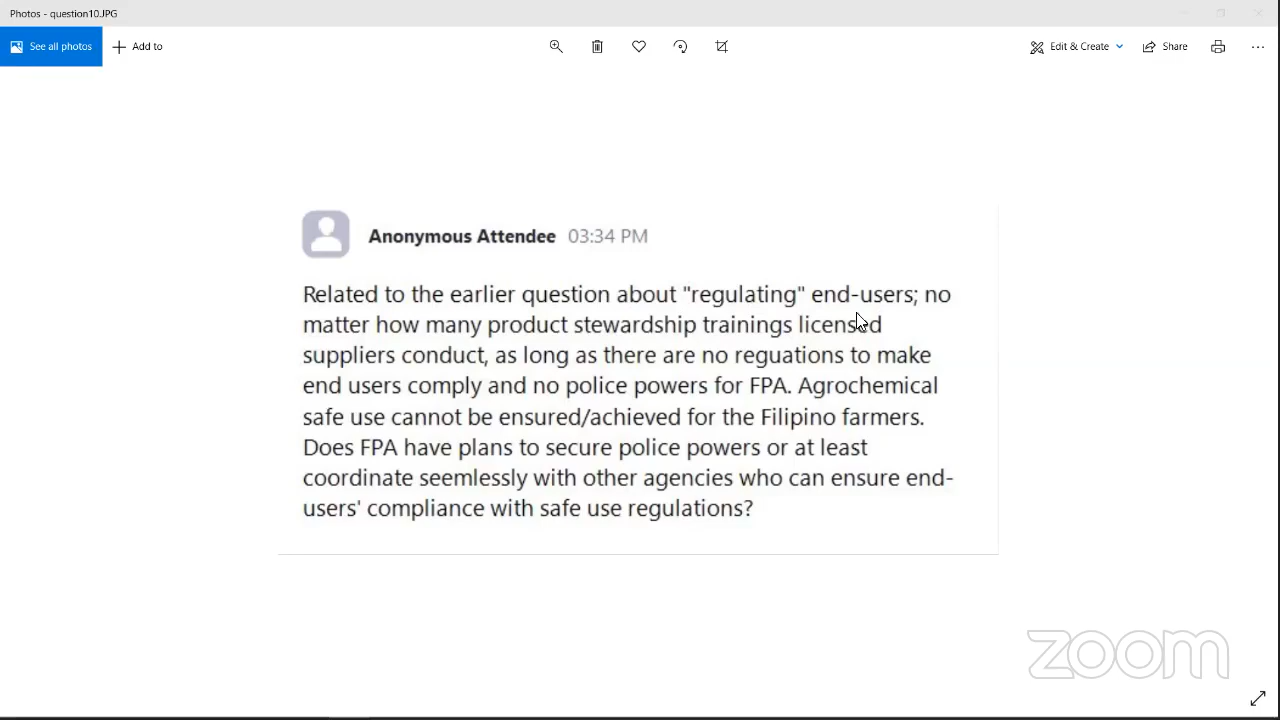 Photos - question10.JPG
See all photos
Add to
Edit & Create
Share
Anonymous Attendee 03:34 PM
Related to the earlier question about "regulating" end-users; no
matter how many product stewardship trainings licensed
suppliers conduct, as long as there are no reguations to make
end users comply and no police powers for FPA. Agrochemical
safe use cannot be ensured/achieved for the Filipino farmers.
Does FPA have plans to secure police powers or at least
coordinate seemlessly with other agencies who can ensure end-
users' compliance with safe use regulations?
zoom